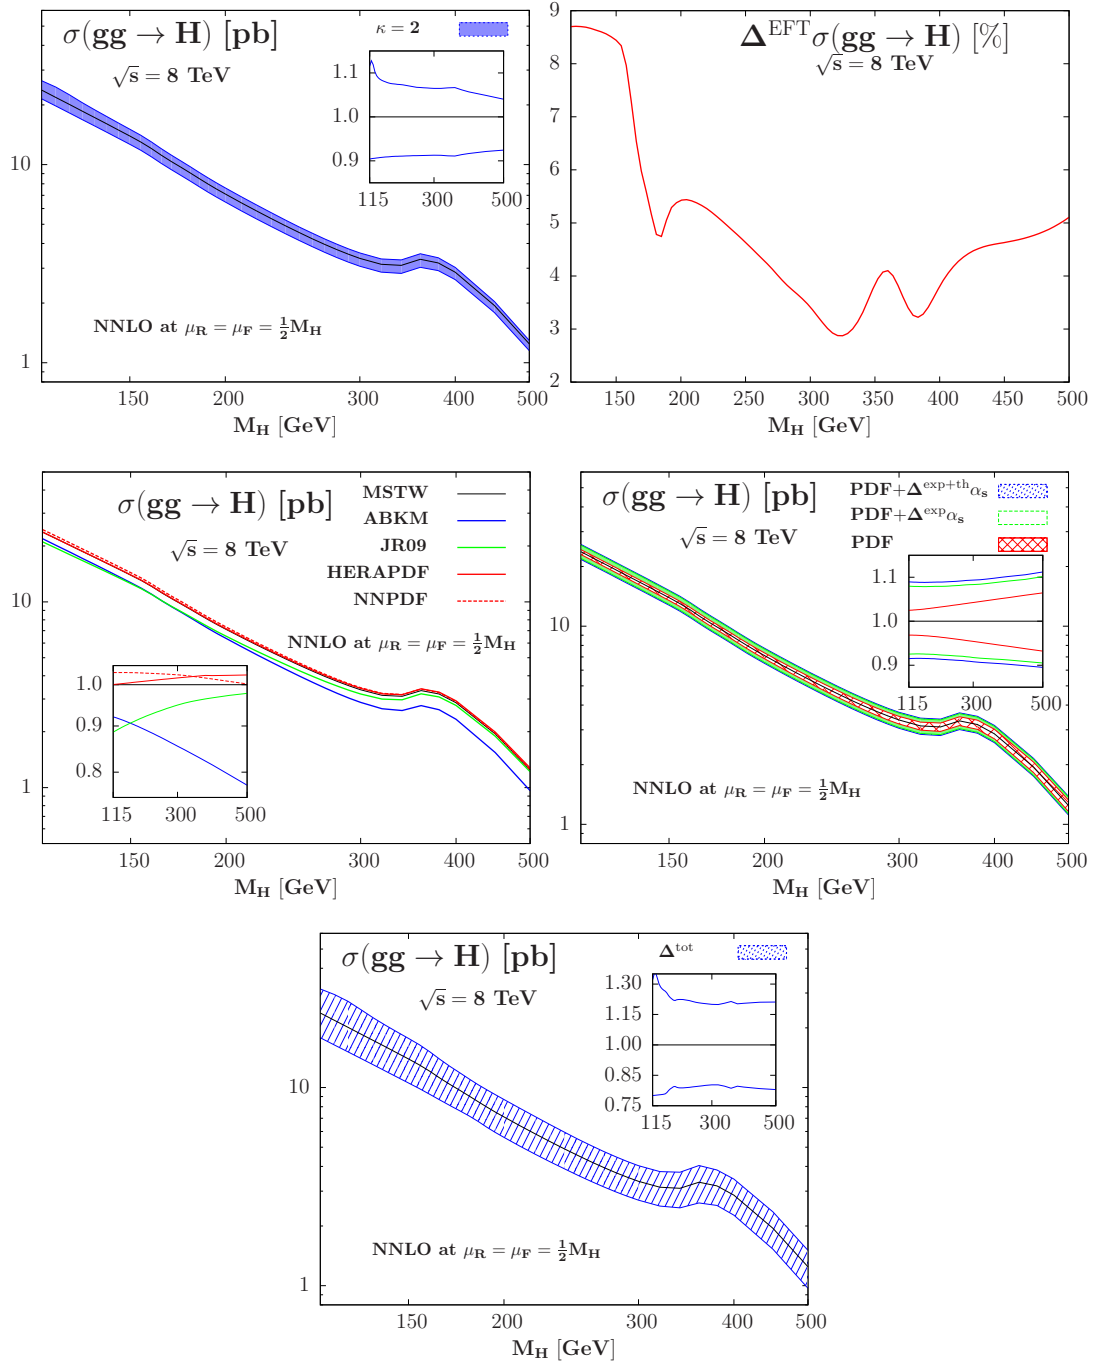 σ(gg → H) [pb]
√s = 8 TeV
κ = 2
1.1
1.0
0.9
115 300 500
10
1
NNLO at μR = μF = ½MH
150 200 300 400 500
MH [GeV]
Δ^EFT σ(gg → H) [%]
√s = 8 TeV
9
8
7
6
5
4
3
2
150 200 250 300 350 400 450 500
MH [GeV]
σ(gg → H) [pb]
√s = 8 TeV
MSTW
ABKM
JR09
HERAPDF
NNPDF
NNLO at μR = μF = ½MH
10
1
1.0
0.9
0.8
115 300 500
150 200 300 400 500
MH [GeV]
σ(gg → H) [pb]
√s = 8 TeV
PDF+Δ^exp+th αs
PDF+Δ^exp αs
PDF
1.1
1.0
0.9
115 300 500
10
1
NNLO at μR = μF = ½MH
150 200 300 400 500
MH [GeV]
σ(gg → H) [pb]
√s = 8 TeV
Δ^tot
1.30
1.15
1.00
0.85
0.75
115 300 500
10
1
NNLO at μR = μF = ½MH
150 200 300 400 500
MH [GeV]